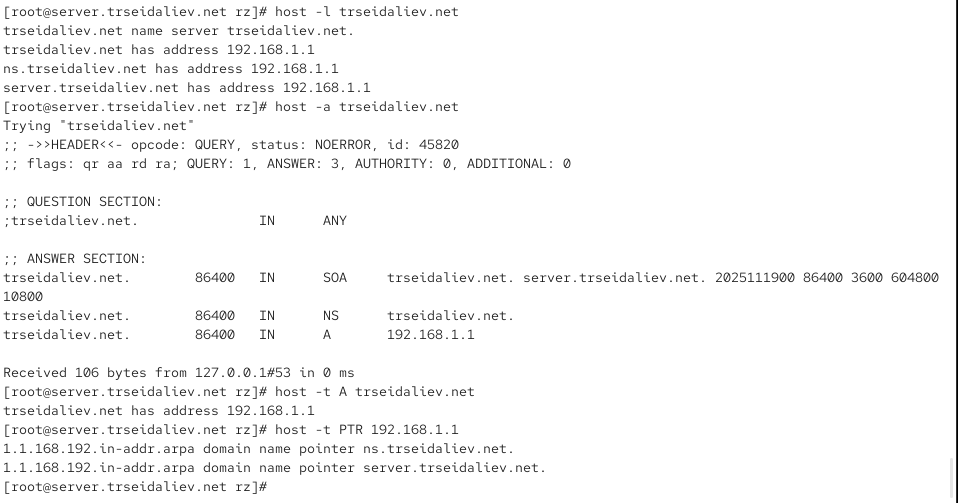 [root@server.trseidaliev.net rz]# host -l trseidaliev.net
trseidaliev.net name server trseidaliev.net.
trseidaliev.net has address 192.168.1.1
ns.trseidaliev.net has address 192.168.1.1
server.trseidaliev.net has address 192.168.1.1
[root@server.trseidaliev.net rz]# host -a trseidaliev.net
Trying "trseidaliev.net"
;; ->>HEADER<<- opcode: QUERY, status: NOERROR, id: 45820
;; flags: qr aa rd ra; QUERY: 1, ANSWER: 3, AUTHORITY: 0, ADDITIONAL: 0
;; QUESTION SECTION:
;trseidaliev.net. IN ANY
;; ANSWER SECTION:
trseidaliev.net. 86400 IN SOA trseidaliev.net. server.trseidaliev.net. 2025111900 86400 3600 604800
10800
trseidaliev.net. 86400 IN NS trseidaliev.net.
trseidaliev.net. 86400 IN A 192.168.1.1
Received 106 bytes from 127.0.0.1#53 in 0 ms
[root@server.trseidaliev.net rz]# host -t A trseidaliev.net
trseidaliev.net has address 192.168.1.1
[root@server.trseidaliev.net rz]# host -t PTR 192.168.1.1
1.1.168.192.in-addr.arpa domain name pointer ns.trseidaliev.net.
1.1.168.192.in-addr.arpa domain name pointer server.trseidaliev.net.
[root@server.trseidaliev.net rz]#